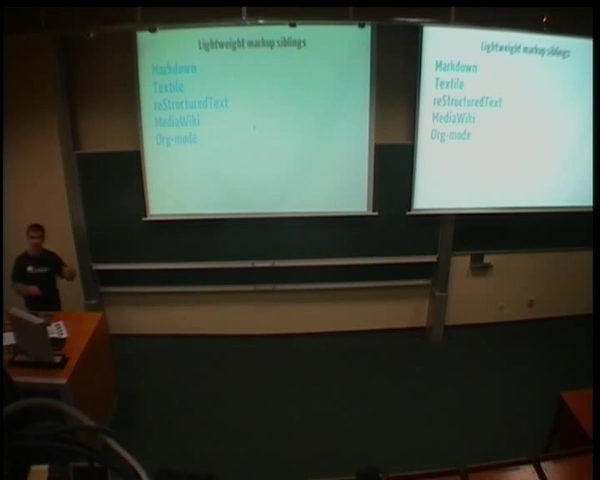 Lightweight markup siblings
Markdown
Textile
reStructuredText
MediaWiki
Org-mode
Lightweight markup siblings
Markdown
Textile
reStructuredText
MediaWiki
Org-mode